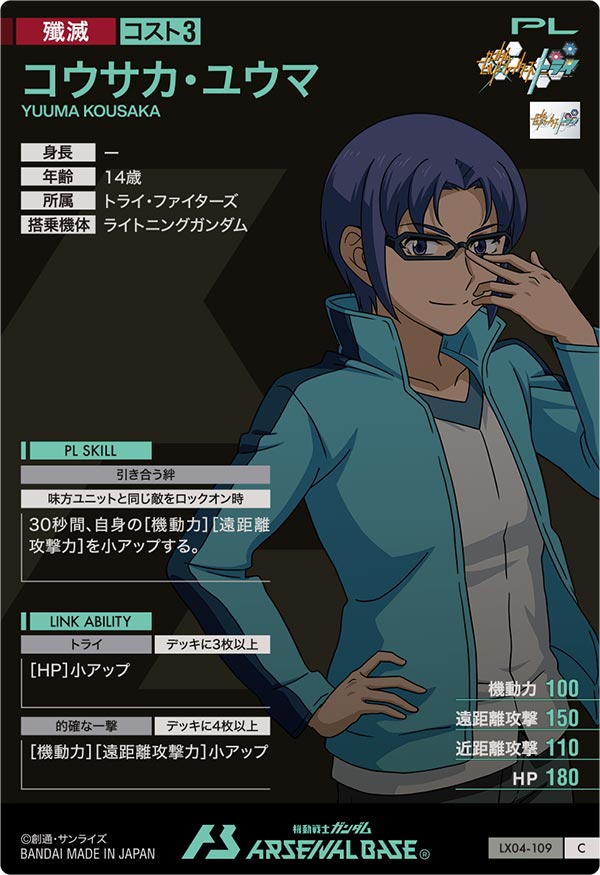 殲滅 コスト3
PL
コウサカ・ユウマ
YUUMA KOUSAKA
身長 ー
年齢 14歳
所属 トライ・ファイターズ
搭乗機体 ライトニングガンダム
PL SKILL
引き合う絆
味方ユニットと同じ敵をロックオン時
30秒間、自身の[機動力][遠距離
攻撃力]を小アップする。
LINK ABILITY
トライ デッキに3枚以上
[HP]小アップ
的確な一撃 デッキに4枚以上
[機動力][遠距離攻撃力]小アップ
機動力 100
遠距離攻撃 150
近距離攻撃 110
HP 180
©創通・サンライズ
BANDAI MADE IN JAPAN
機動戦士ガンダム
ARSENAL BASE®
LX04-109 C